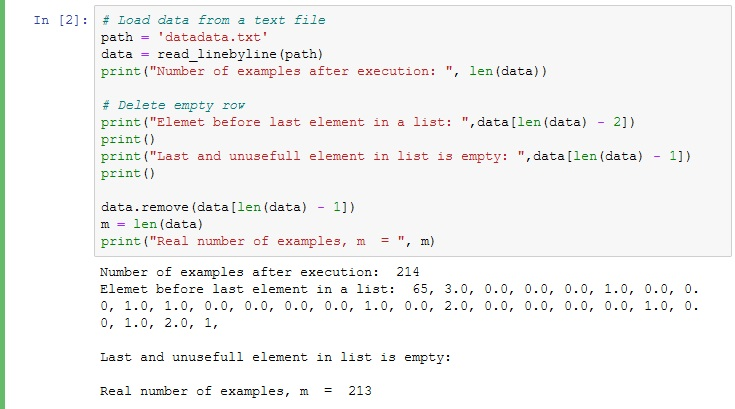 In [2]: # Load data from a text file
path = 'datadata.txt'
data = read_linebyline(path)
print("Number of examples after execution: ", len(data))
# Delete empty row
print("Elemet before last element in a list: ",data[len(data) - 2])
print()
print("Last and unusefull element in list is empty: ",data[len(data) - 1])
print()
data.remove(data[len(data) - 1])
m = len(data)
print("Real number of examples, m  = ", m)
Number of examples after execution:  214
Elemet before last element in a list:  65, 3.0, 0.0, 0.0, 0.0, 1.0, 0.0, 0.
0, 1.0, 1.0, 0.0, 0.0, 0.0, 0.0, 1.0, 0.0, 2.0, 0.0, 0.0, 0.0, 0.0, 1.0, 0.
0, 1.0, 2.0, 1,
Last and unusefull element in list is empty:
Real number of examples, m  =  213